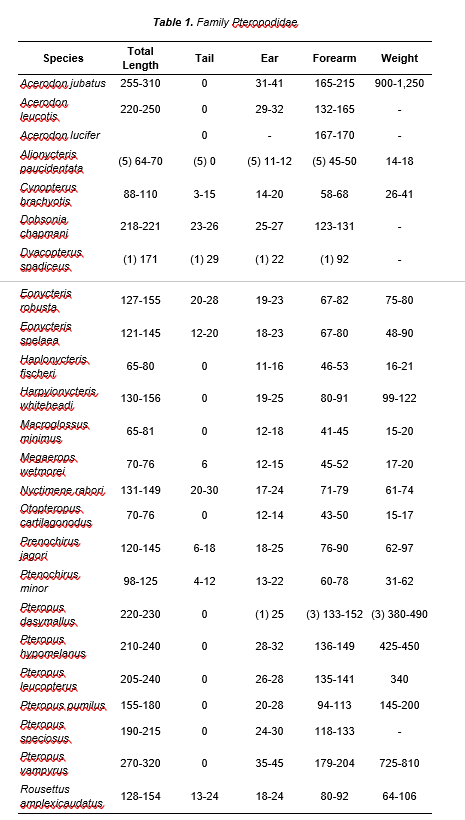 Table 1. Family Pteropodidae
Species Total Length Tail Ear Forearm Weight
Acerodon jubatus 255-310 0 31-41 165-215 900-1,250
Acerodon leucotis 220-250 0 29-32 132-165 -
Acerodon lucifer 0 - 167-170 -
Alionycteris paucidentata (5) 64-70 (5) 0 (5) 11-12 (5) 45-50 14-18
Cynopterus brachyotis 88-110 3-15 14-20 58-68 26-41
Dobsonia chapmani 218-221 23-26 25-27 123-131 -
Dyacopterus spadiceus (1) 171 (1) 29 (1) 22 (1) 92 -
Eonycteris robusta 127-155 20-28 19-23 67-82 75-80
Eonycteris spelaea 121-145 12-20 18-23 67-80 48-90
Haplonycteris fischeri 65-80 0 11-16 46-53 16-21
Harpyionycteris whiteheadi 130-156 0 19-25 80-91 99-122
Macroglossus minimus 65-81 0 12-18 41-45 15-20
Megaerops wetmorei 70-76 6 12-15 45-52 17-20
Nyctimene rabori 131-149 20-30 17-24 71-79 61-74
Otopteropus cartilagonodus 70-76 0 12-14 43-50 15-17
Prenochirus jagori 120-145 6-18 18-25 76-90 62-97
Ptenochirus minor 98-125 4-12 13-22 60-78 31-62
Pteropus dasymallus 220-230 0 (1) 25 (3) 133-152 (3) 380-490
Pteropus hypomelanus 210-240 0 28-32 136-149 425-450
Pteropus leucopterus 205-240 0 26-28 135-141 340
Pteropus pumilus 155-180 0 20-28 94-113 145-200
Pteropus speciosus 190-215 0 24-30 118-133 -
Pteropus vampyrus 270-320 0 35-45 179-204 725-810
Rousettus amplexicaudatus 128-154 13-24 18-24 80-92 64-106